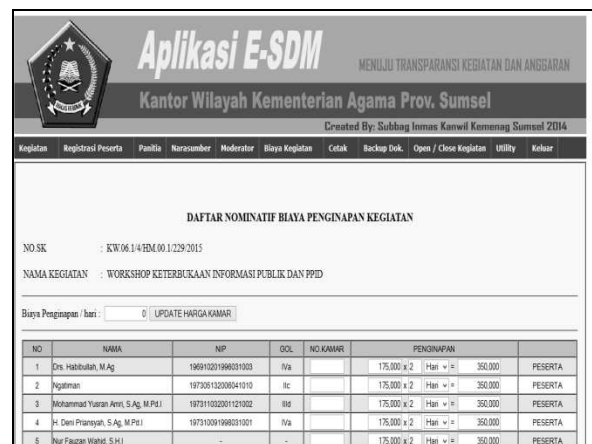 Aplikasi E-SDM
MENUJU TRANSPARANSI KEGIATAN DAN ANGGARAN
Kantor Wilayah Kementerian Agama Prov. Sumsel
Created By: Subbag Inmas Kanwil Kemenag Sumsel 2014
Kegiatan Registrasi Peserta Panitia Narasumber Moderator Biaya Kegiatan Cetak Backup Dok. Open / Close Kegiatan Utility Keluar
DAFTAR NOMINATIF BIAYA PENGINAPAN KEGIATAN
NO.SK : KW.06.1/4/HM.00.1/229/2015
NAMA KEGIATAN : WORKSHOP KETERBUKAAN INFORMASI PUBLIK DAN PPID
Biaya Penginapan / hari : 0 UPDATE HARGA KAMAR
NO NAMA NIP GOL NO.KAMAR PENGINAPAN
1 Drs. Habibullah, M.Ag 196910201998031003 IVa 175,000 x 2 Hari = 350,000 PESERTA
2 Ngatiman 197305132006041010 IIc 175,000 x 2 Hari = 350,000 PESERTA
3 Mohammad Yusran Amri, S.Ag, M.Pd.I 197311032001121002 IIId 175,000 x 2 Hari = 350,000 PESERTA
4 H. Deni Priansyah, S.Ag, M.Pd.I 197310091998031001 IVa 175,000 x 2 Hari = 350,000 PESERTA
5 Nur Fauzan Wahid, S.H.I - - 175,000 x 2 Hari = 350,000 PESERTA